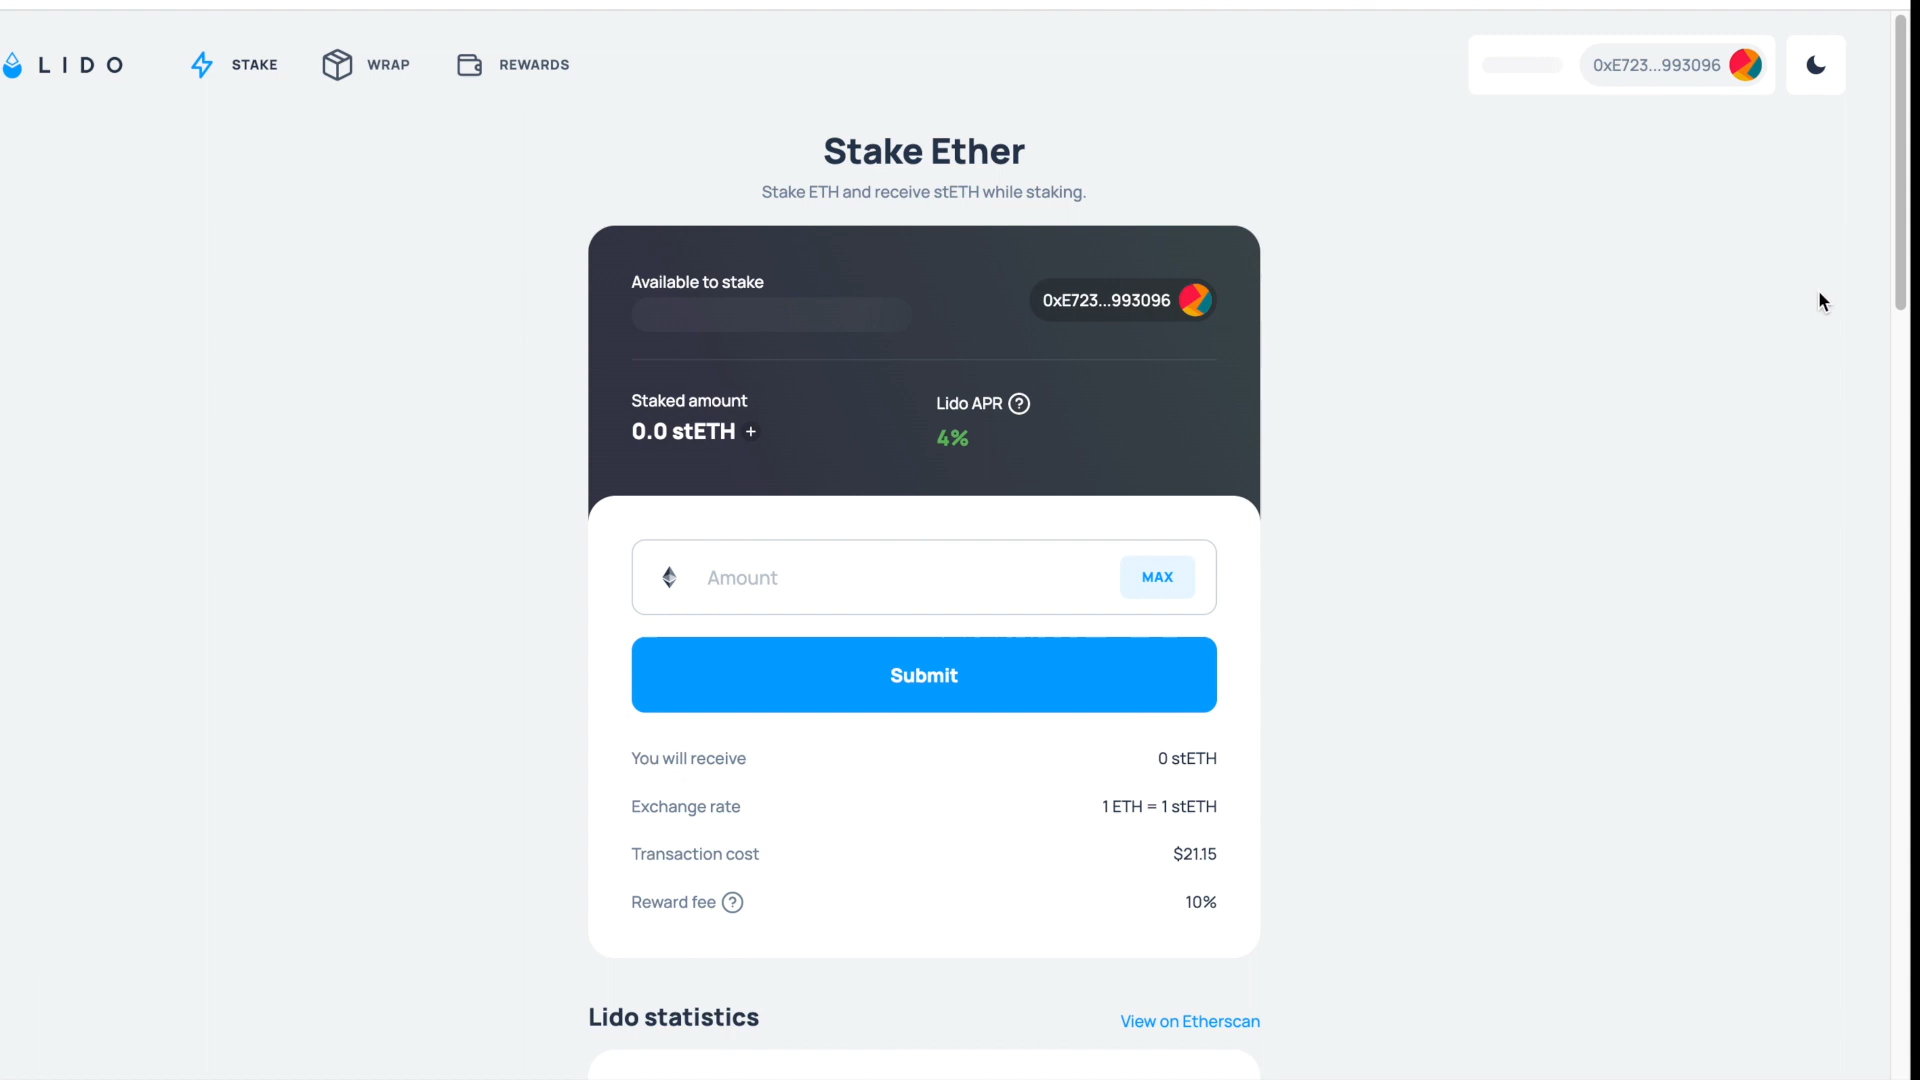 LIDO STAKE WRAP REWARDS 0xE723...993096
Stake Ether
Stake ETH and receive stETH while staking.
Available to stake
0xE723...993096
Staked amount
Lido APR ?
0.0 stETH +
4%
Amount MAX
Submit
You will receive 0 stETH
Exchange rate 1 ETH = 1 stETH
Transaction cost $21.15
Reward fee ? 10%
Lido statistics View on Etherscan